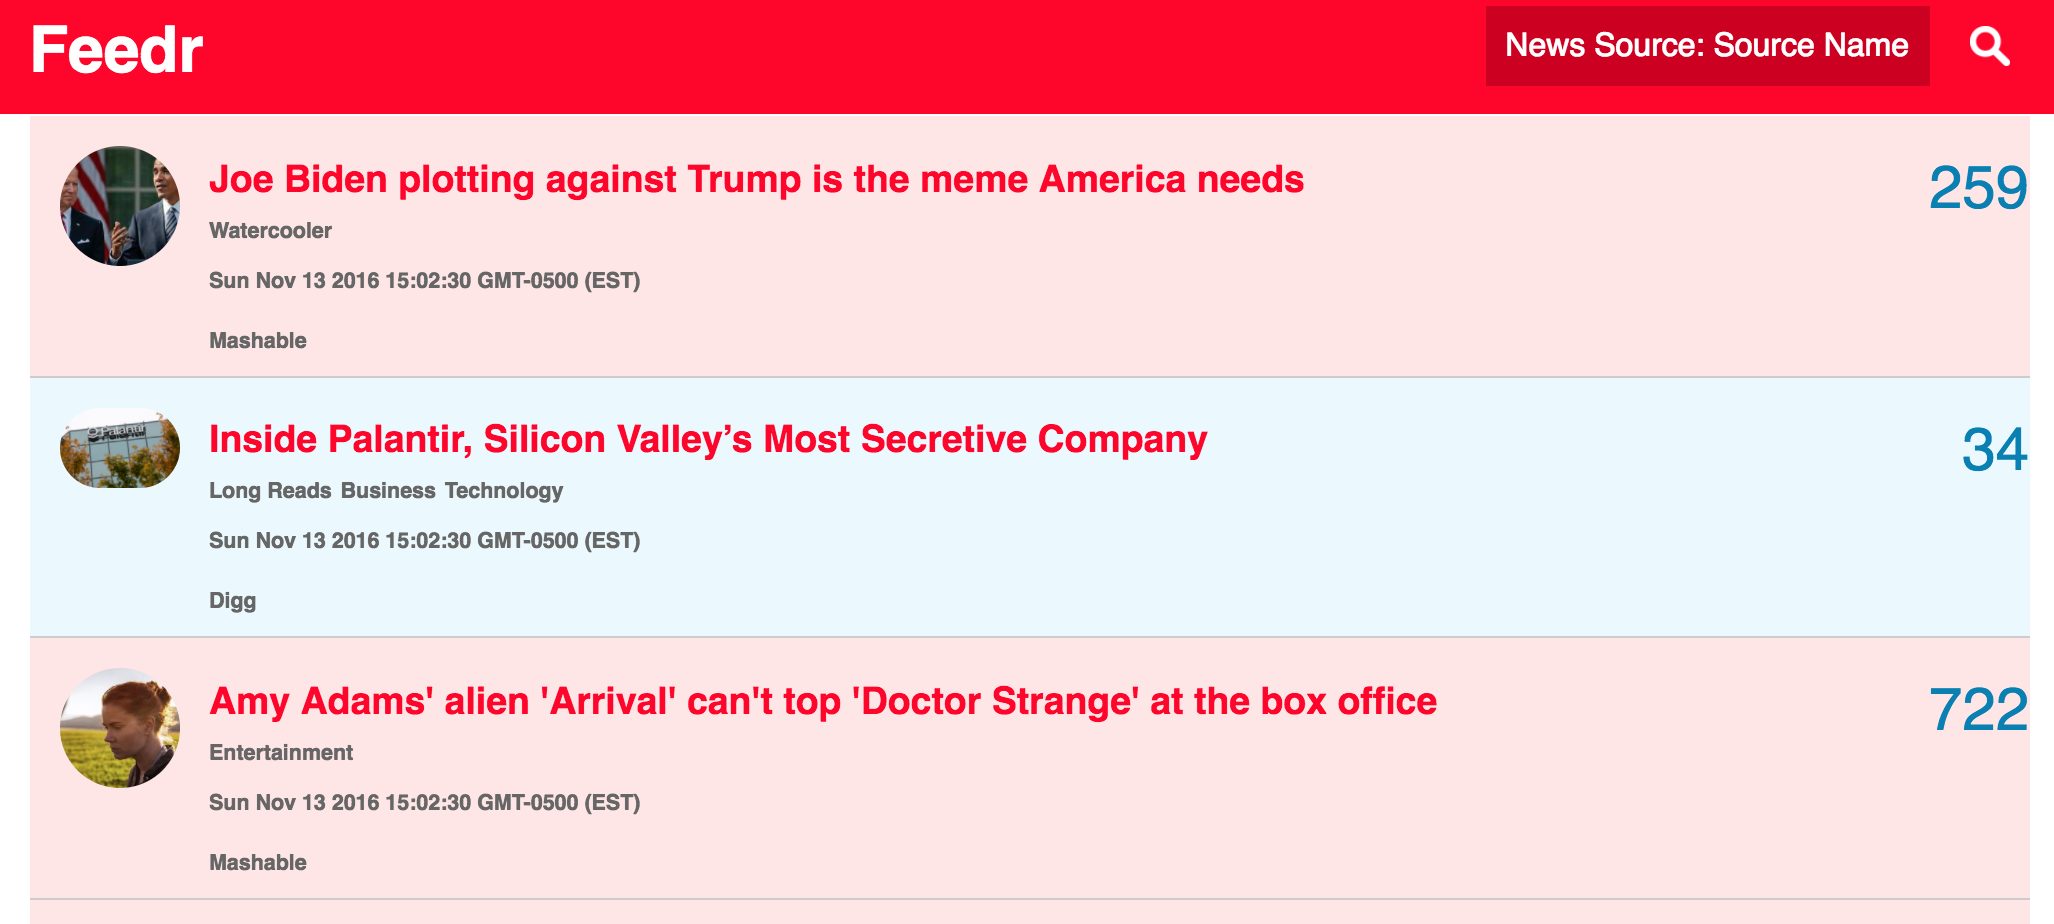 Feedr
News Source: Source Name
Joe Biden plotting against Trump is the meme America needs
259
Watercooler
Sun Nov 13 2016 15:02:30 GMT-0500 (EST)
Mashable
Palantir
Inside Palantir, Silicon Valley’s Most Secretive Company
34
Long Reads Business Technology
Sun Nov 13 2016 15:02:30 GMT-0500 (EST)
Digg
Amy Adams' alien 'Arrival' can't top 'Doctor Strange' at the box office
722
Entertainment
Sun Nov 13 2016 15:02:30 GMT-0500 (EST)
Mashable